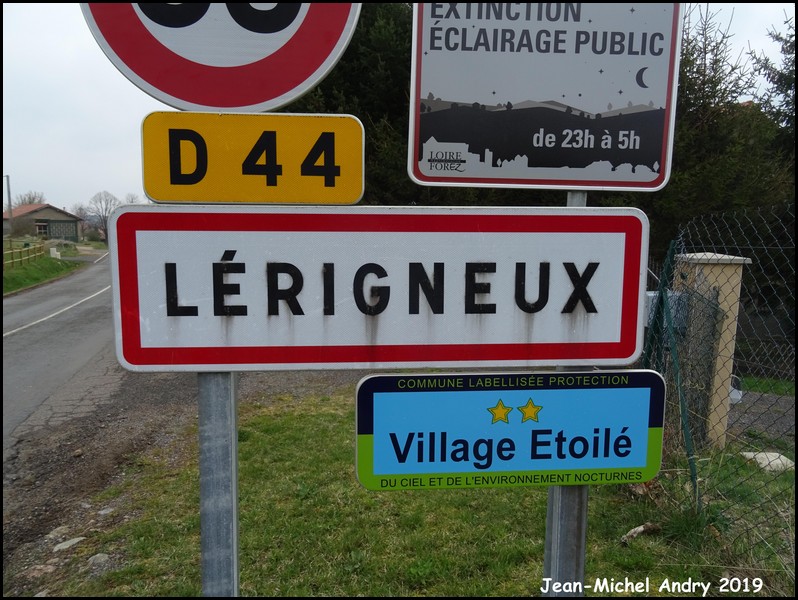 EXTINCTION
ÉCLAIRAGE PUBLIC
de 23h à 5h
LOIRE
FOREZ
D 44
LÉRIGNEUX
COMMUNE LABELLISÉE PROTECTION
Village Etoilé
DU CIEL ET DE L'ENVIRONNEMENT NOCTURNES
Jean-Michel Andry 2019